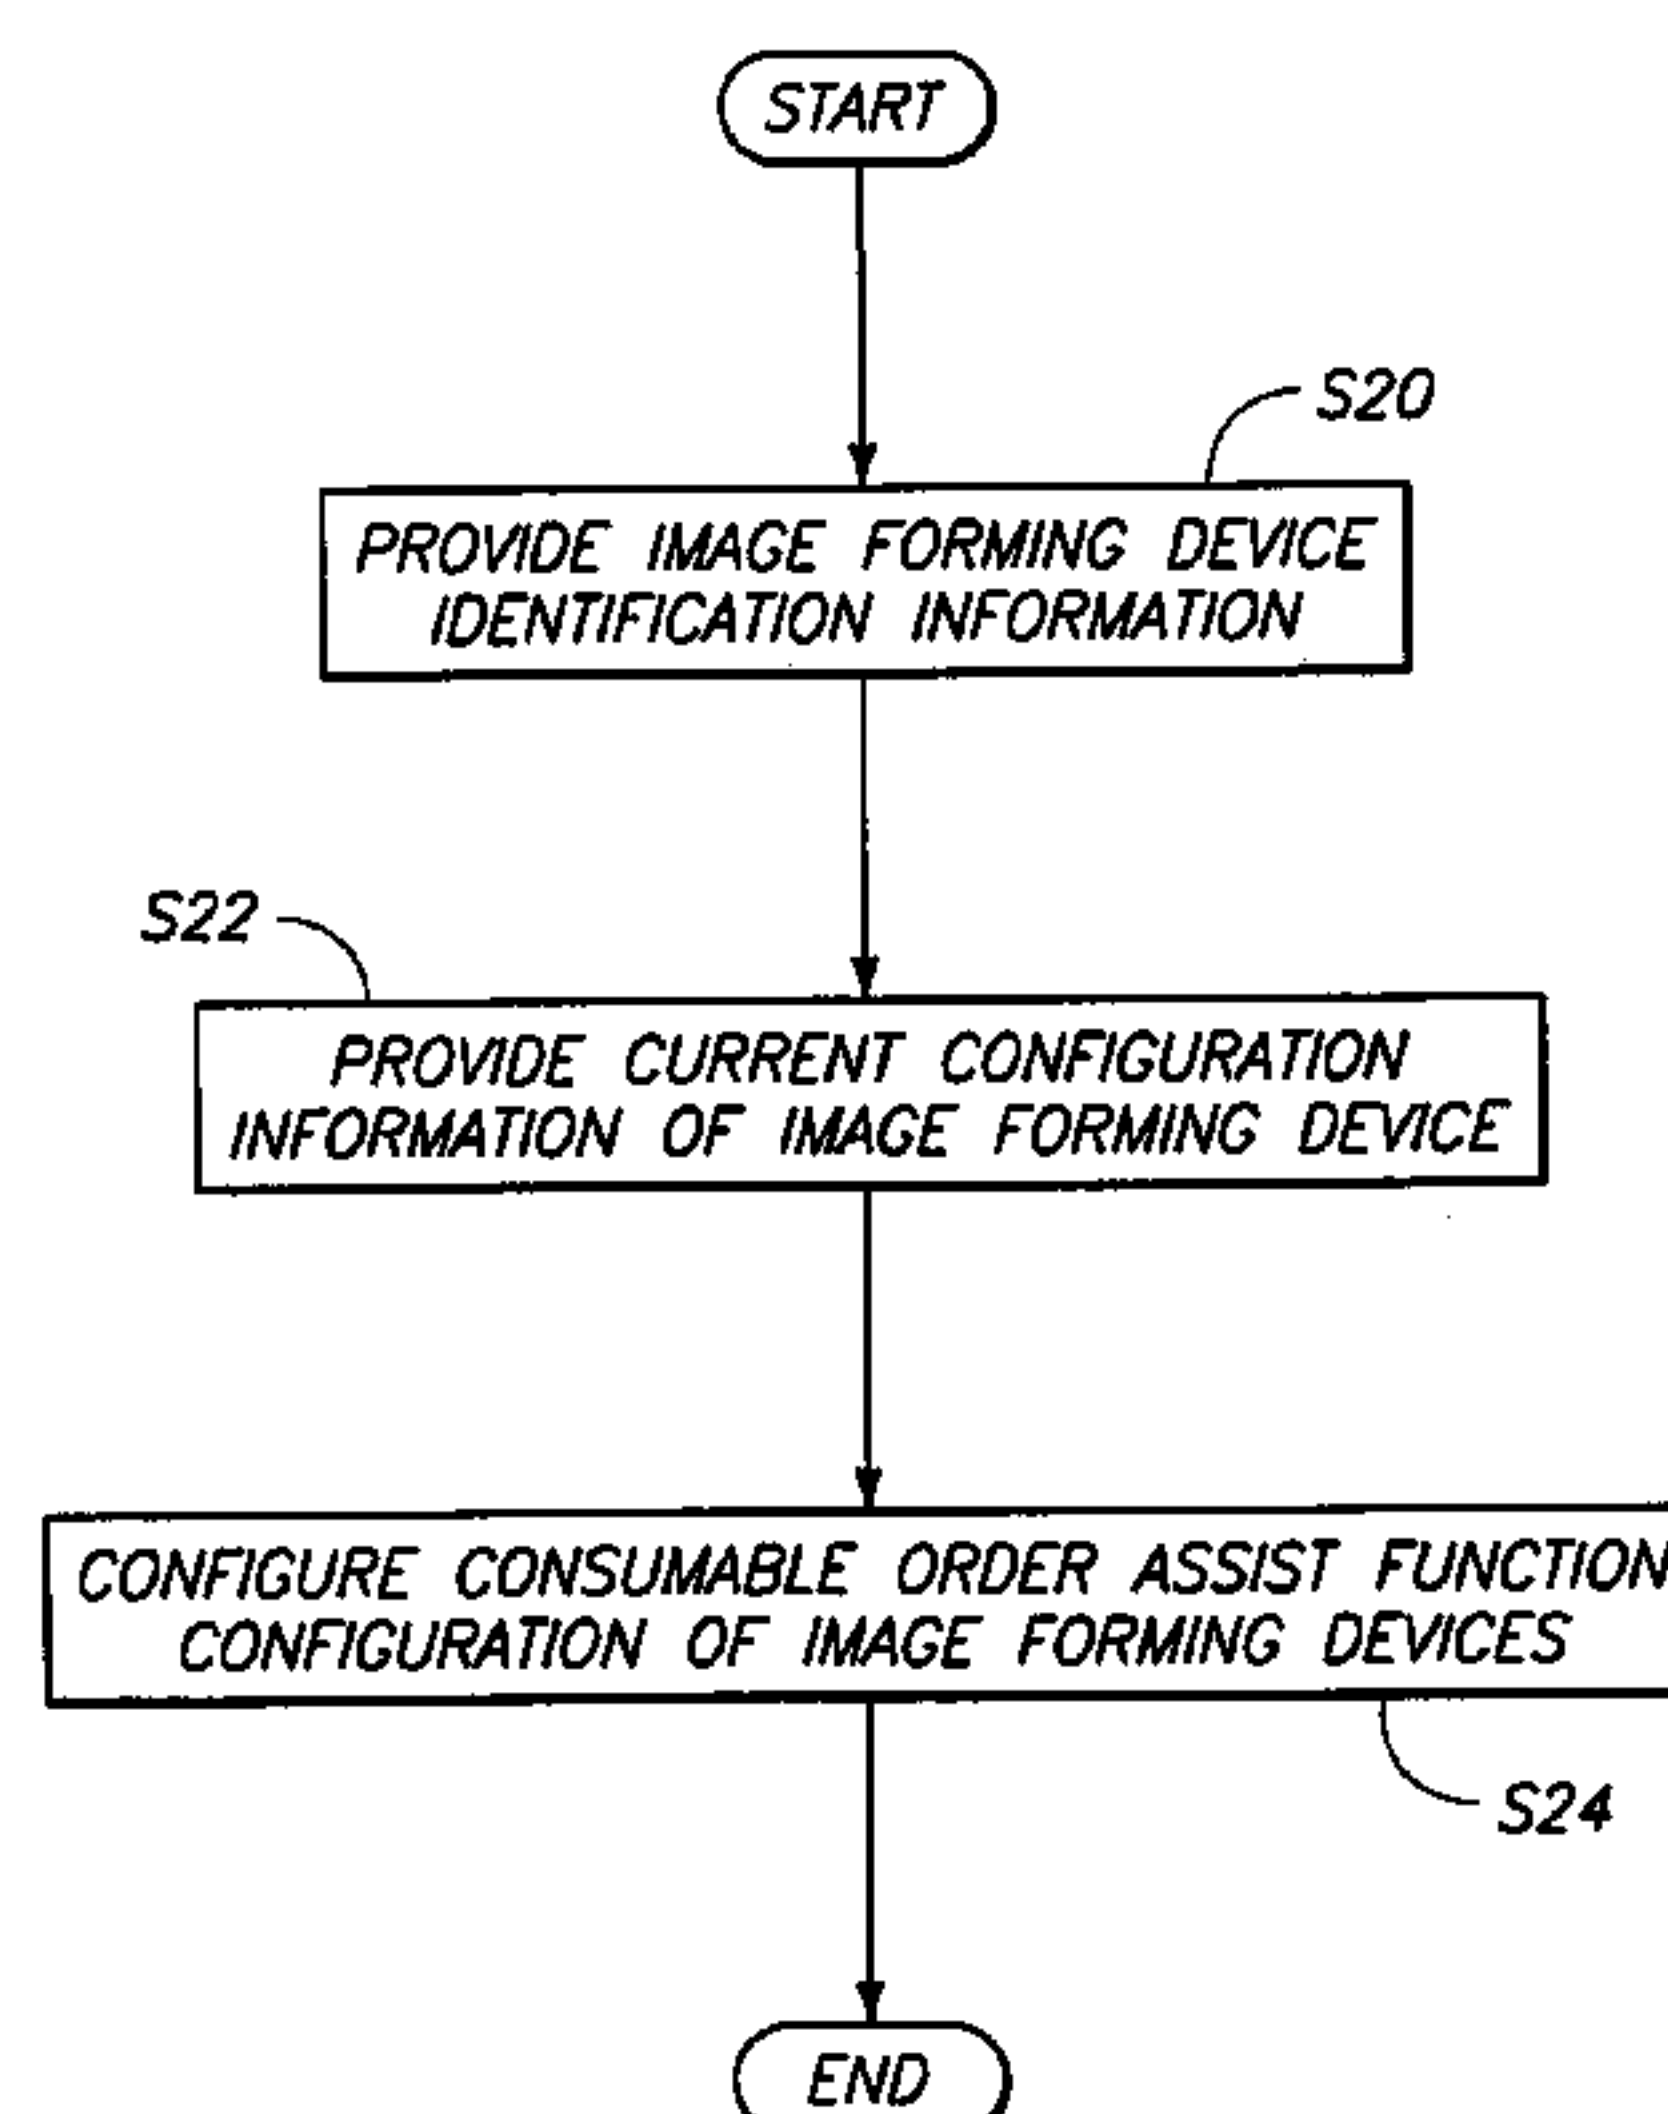 START
S20
PROVIDE IMAGE FORMING DEVICE
IDENTIFICATION INFORMATION
S22
PROVIDE CURRENT CONFIGURATION
INFORMATION OF IMAGE FORMING DEVICE
CONFIGURE CONSUMABLE ORDER ASSIST FUNCTION
CONFIGURATION OF IMAGE FORMING DEVICES
S24
END